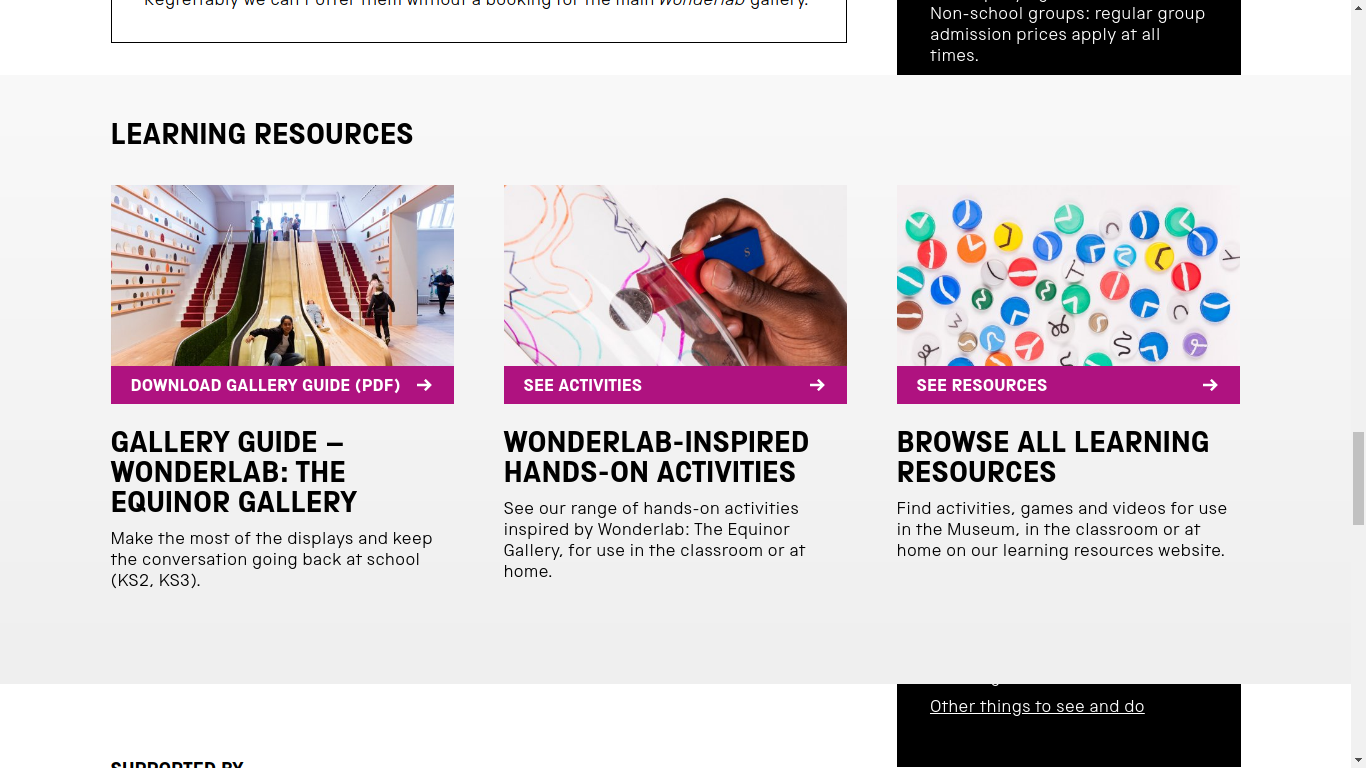 Regrettably we can't offer them without a booking for the main Wonderlab gallery.
Non-school groups: regular group
admission prices apply at all
times.
LEARNING RESOURCES
DOWNLOAD GALLERY GUIDE (PDF) →
GALLERY GUIDE –
WONDERLAB: THE
EQUINOR GALLERY
Make the most of the displays and keep
the conversation going back at school
(KS2, KS3).
SEE ACTIVITIES →
WONDERLAB-INSPIRED
HANDS-ON ACTIVITIES
See our range of hands-on activities
inspired by Wonderlab: The Equinor
Gallery, for use in the classroom or at
home.
SEE RESOURCES →
BROWSE ALL LEARNING
RESOURCES
Find activities, games and videos for use
in the Museum, in the classroom or at
home on our learning resources website.
Other things to see and do
SUPPORTED BY